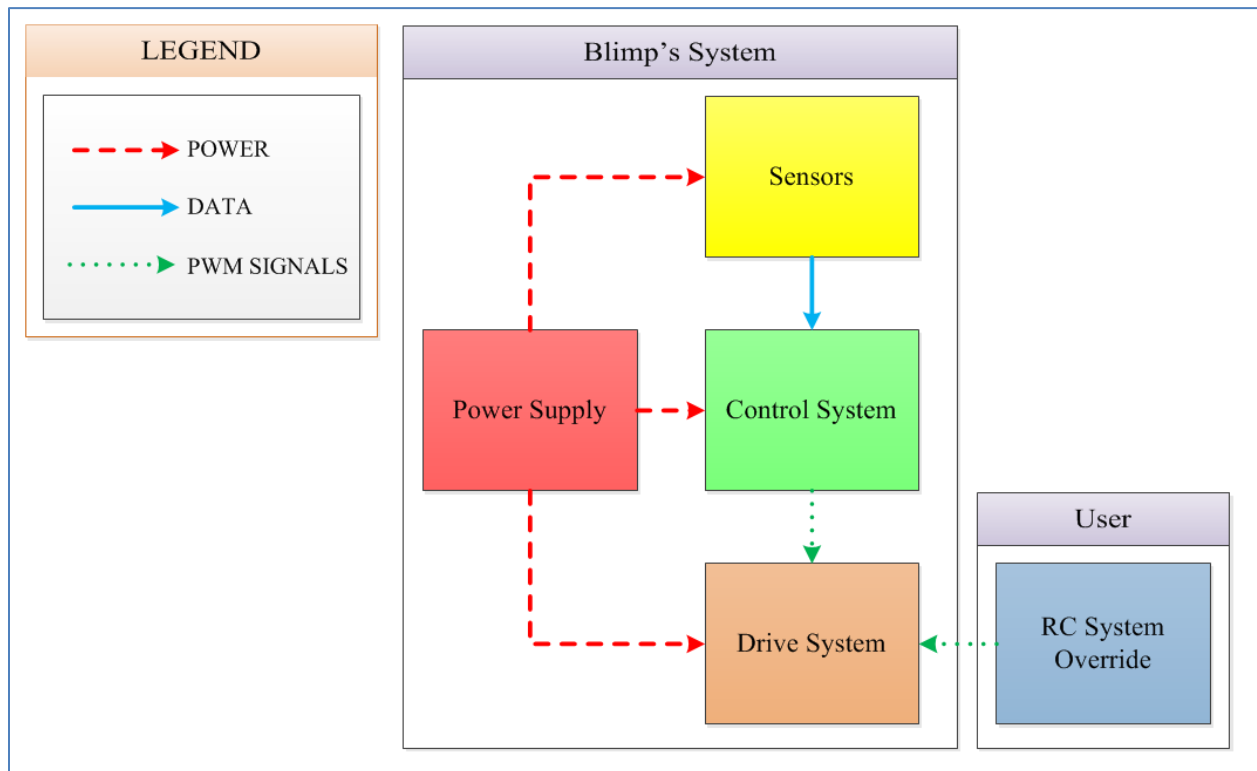 LEGEND
POWER
DATA
PWM SIGNALS
Blimp’s System
Sensors
Power Supply
Control System
Drive System
User
RC System
Override